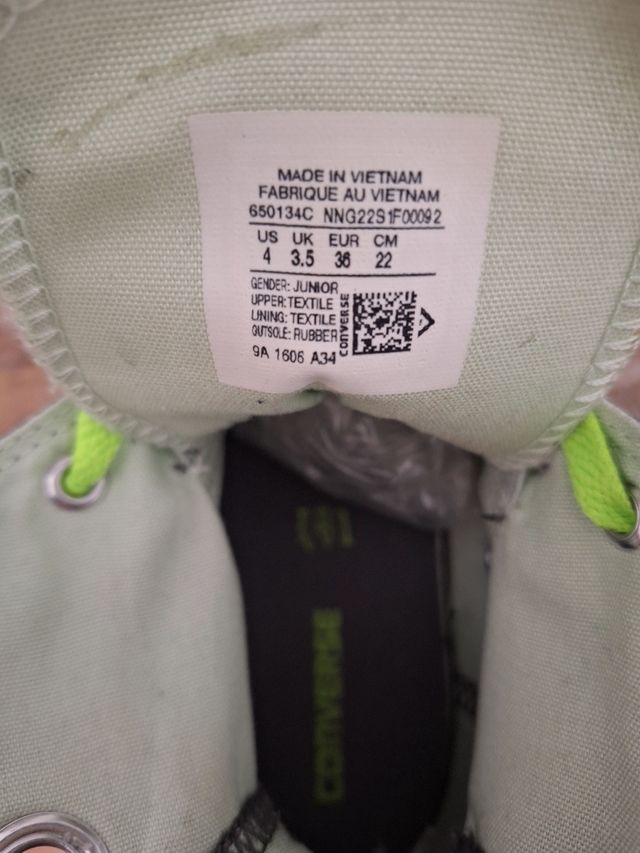 MADE IN VIETNAM
FABRIQUE AU VIETNAM
650134C NNG22S1F00092
US UK EUR CM
4 3.5 36 22
GENDER: JUNIOR
UPPER: TEXTILE
LINING: TEXTILE
OUTSOLE: RUBBER
CONVERSE
9A 1606 A34
CONVERSE